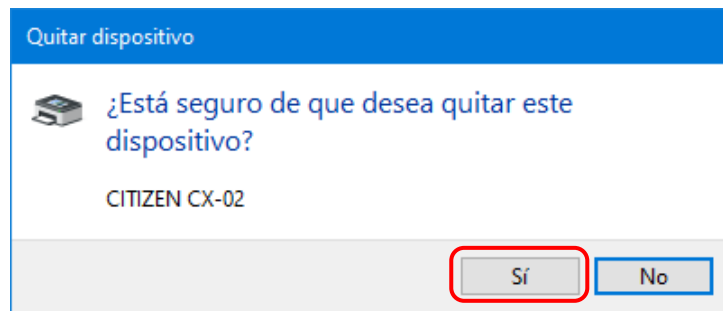 Quitar dispositivo
¿Está seguro de que desea quitar este
dispositivo?
CITIZEN CX-02
Sí No